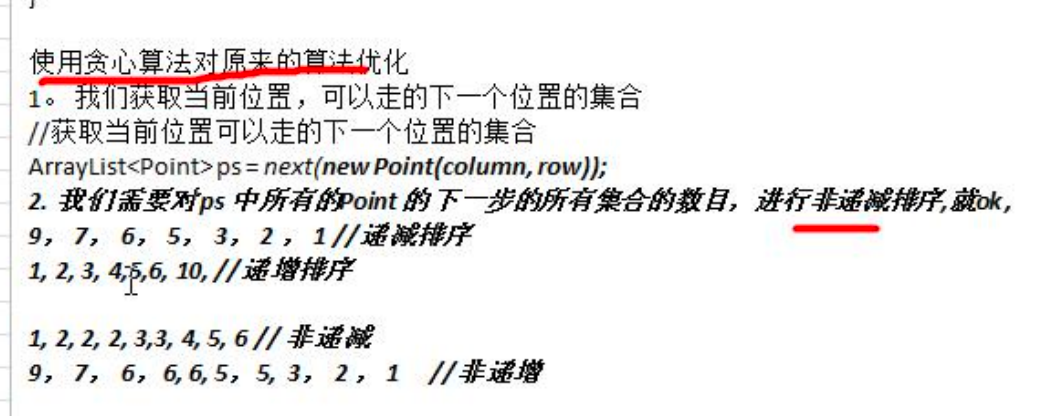 使用贪心算法对原来的算法优化
1。 我们获取当前位置，可以走的下一个位置的集合
//获取当前位置可以走的下一个位置的集合
ArrayList<Point> ps = next(new Point(column, row));
2. 我们需要对ps 中所有的Point 的下一步的所有集合的数目，进行非递减排序,就ok,
9， 7， 6， 5， 3， 2 ， 1 // 递减排序
1, 2, 3, 4,5,6, 10, // 递增排序
1, 2, 2, 2, 3,3, 4, 5, 6 // 非递减
9， 7， 6， 6, 6, 5， 5, 3， 2 ， 1 //非递增